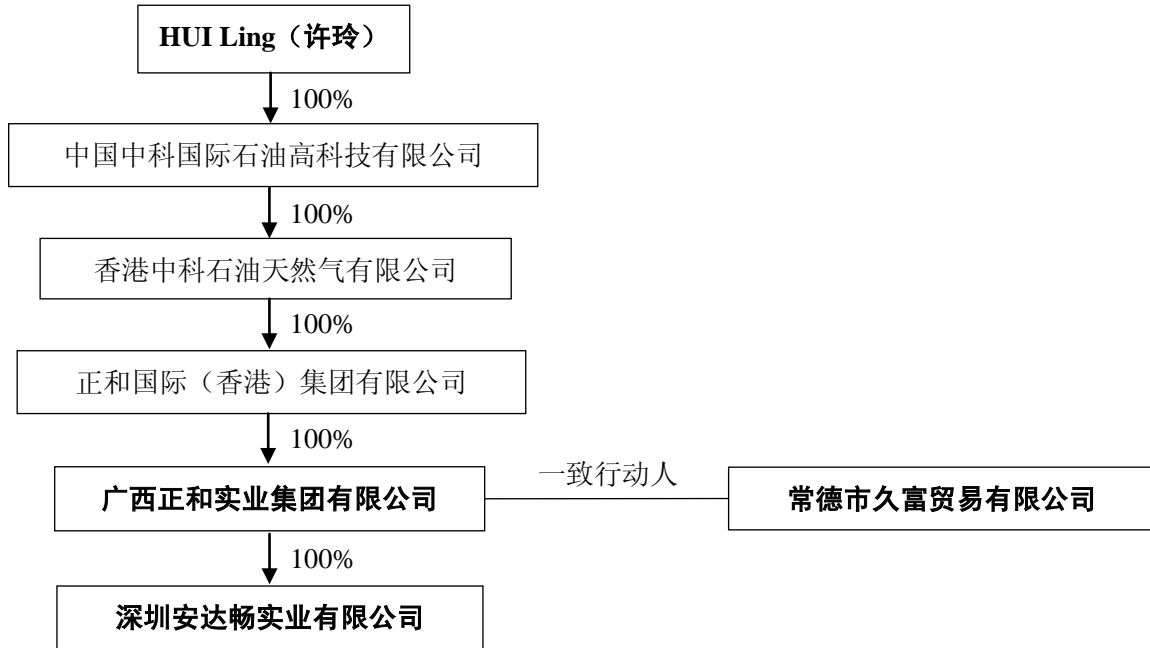 HUI Ling（许玲）
100%
中国中科国际石油高科技有限公司
100%
香港中科石油天然气有限公司
100%
正和国际（香港）集团有限公司
100%
一致行动人
广西正和实业集团有限公司
常德市久富贸易有限公司
100%
深圳安达畅实业有限公司